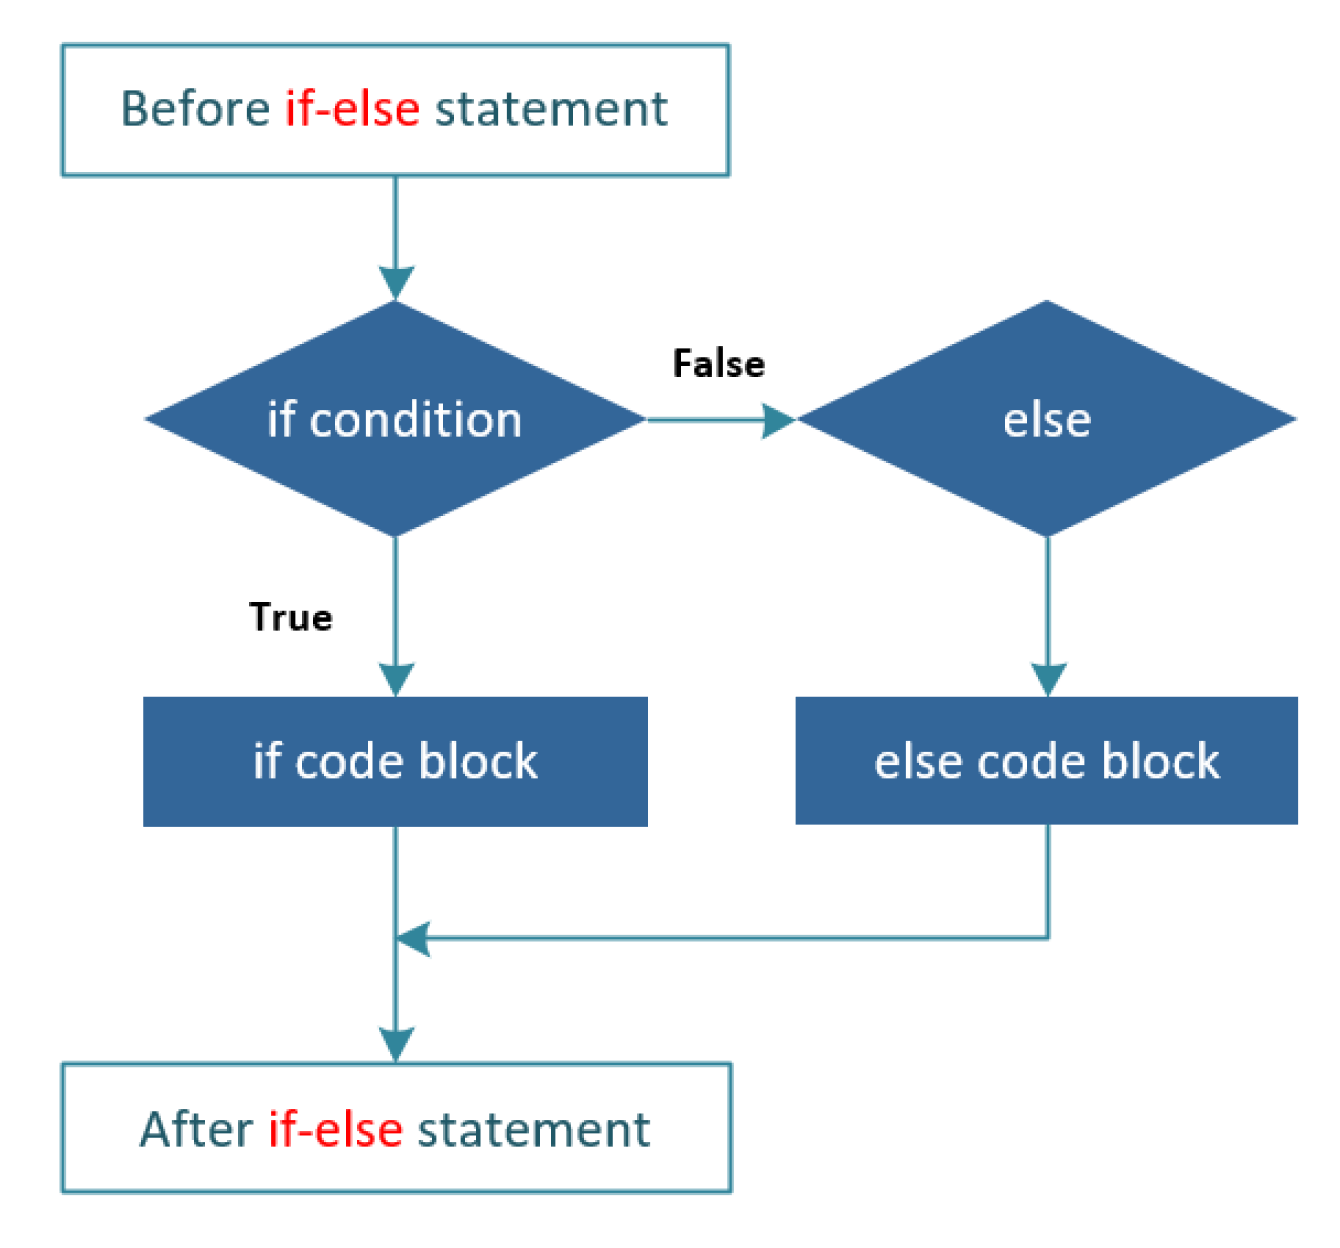 Before if-else statement
False
if condition
else
True
if code block
else code block
After if-else statement